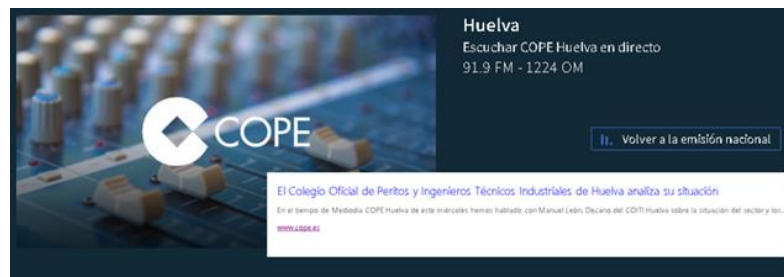 Huelva
Escuchar COPE Huelva en directo
91.9 FM - 1224 OM
COPE
Volver a la emisión nacional
El Colegio Oficial de Peritos y Ingenieros Técnicos Industriales de Huelva analiza su situación
En el tiempo de Mediodía COPE Huelva de este miércoles hemos hablado con Manuel León, Decano del COITI Huelva sobre la situación del sector y los...
www.cope.es